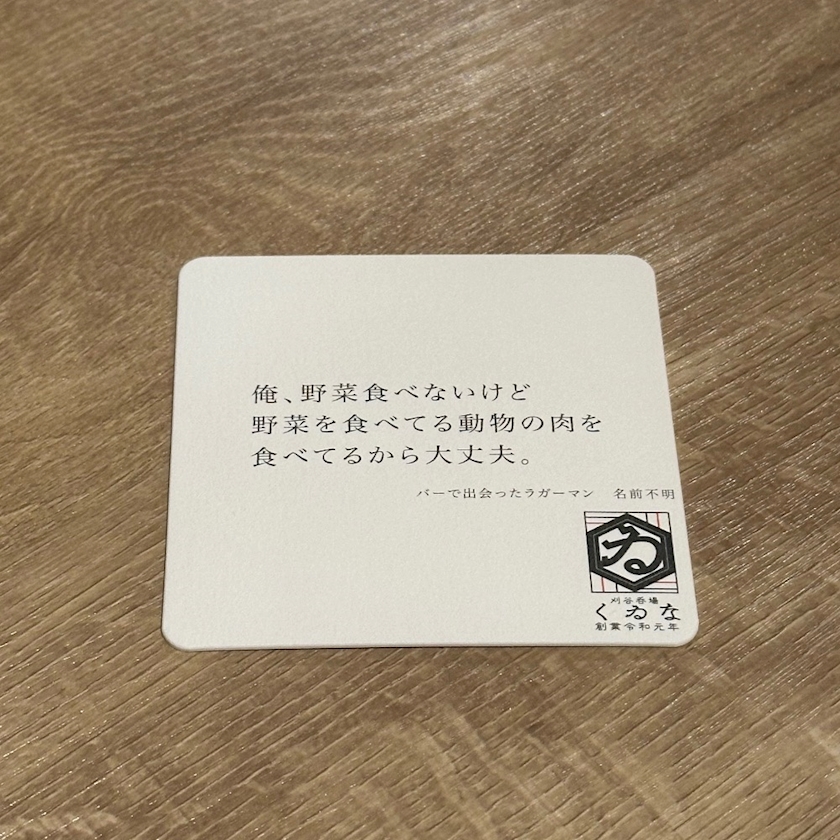 俺、野菜食べないけど
野菜を食べてる動物の肉を
食べてるから大丈夫。
バーで出会ったラガーマン　名前不明
ゐ
刈谷呑場
くゐな
創業令和元年